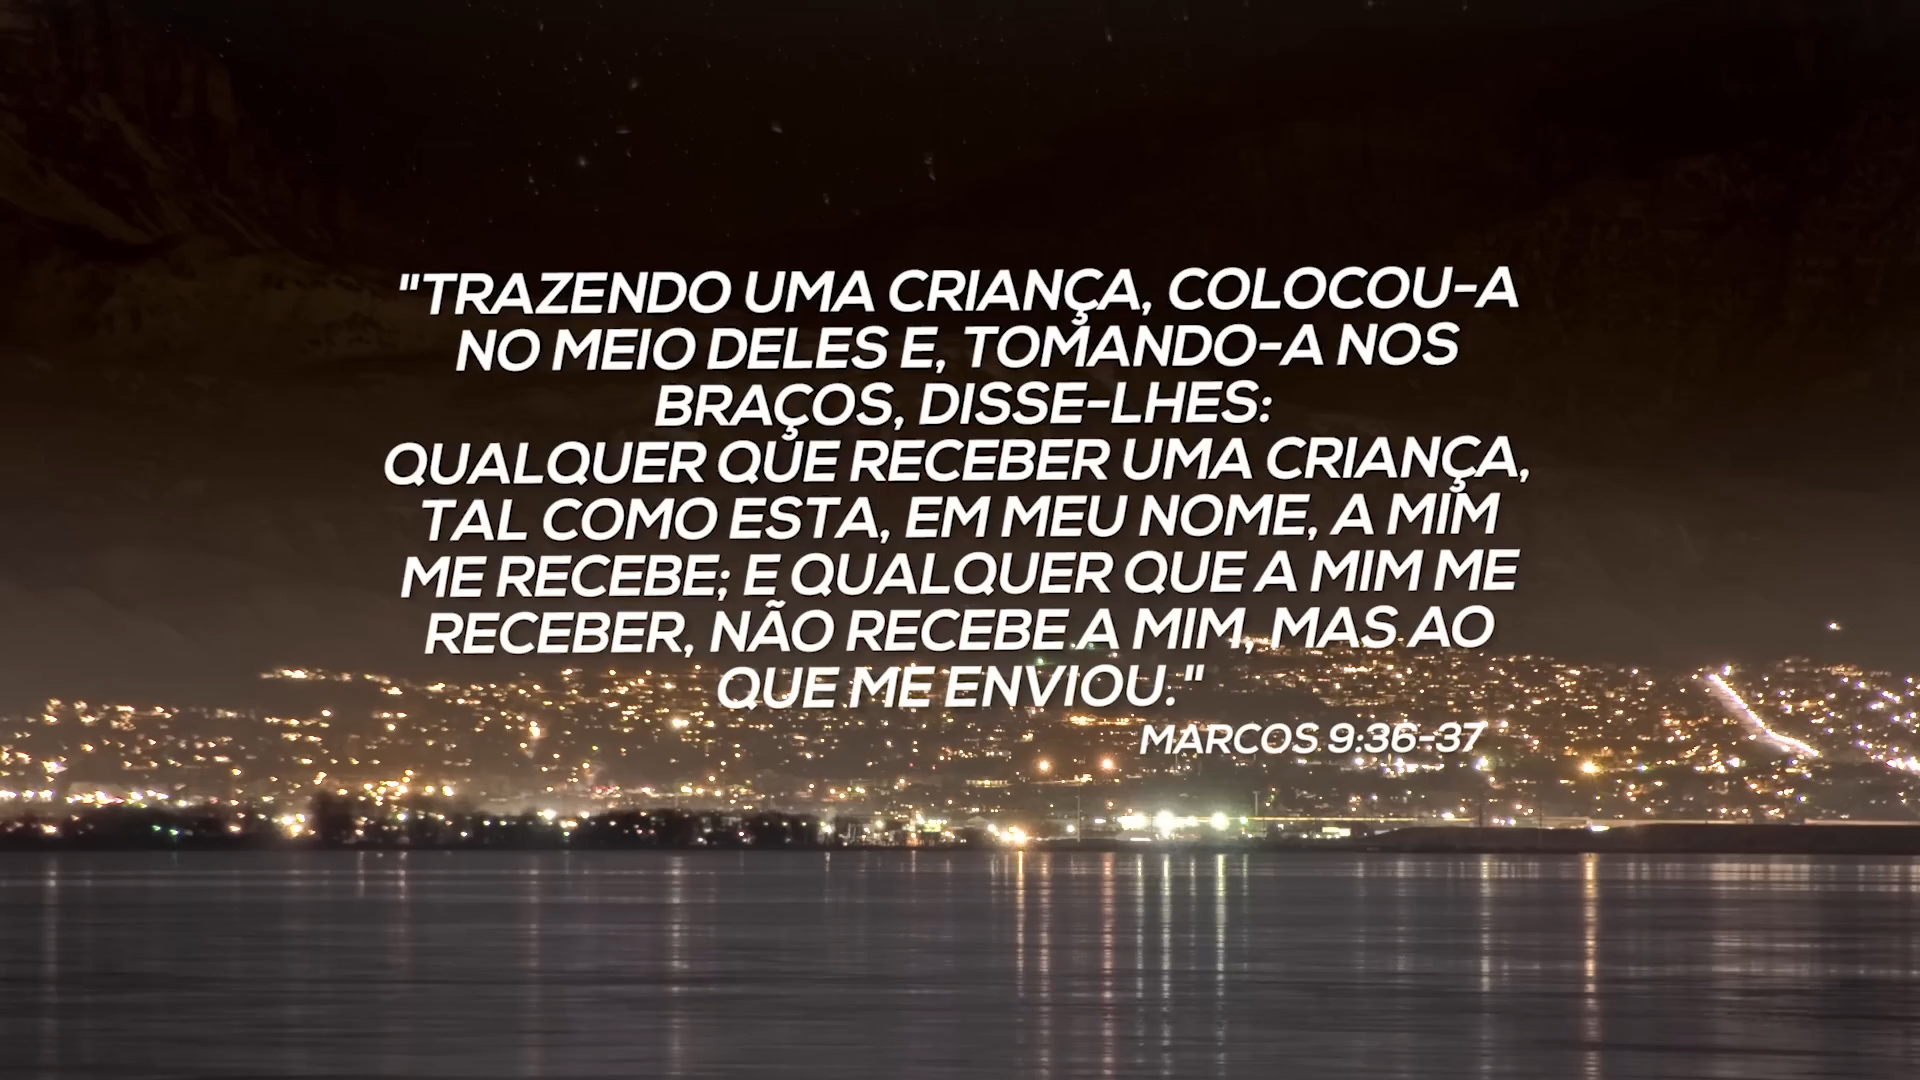 "TRAZENDO UMA CRIANÇA, COLOCOU-A
NO MEIO DELES E, TOMANDO-A NOS
BRAÇOS, DISSE-LHES:
QUALQUER QUE RECEBER UMA CRIANÇA,
TAL COMO ESTA, EM MEU NOME, A MIM
ME RECEBE; E QUALQUER QUE A MIM ME
RECEBER, NÃO RECEBE A MIM, MAS AO
QUE ME ENVIOU."
MARCOS 9:36-37